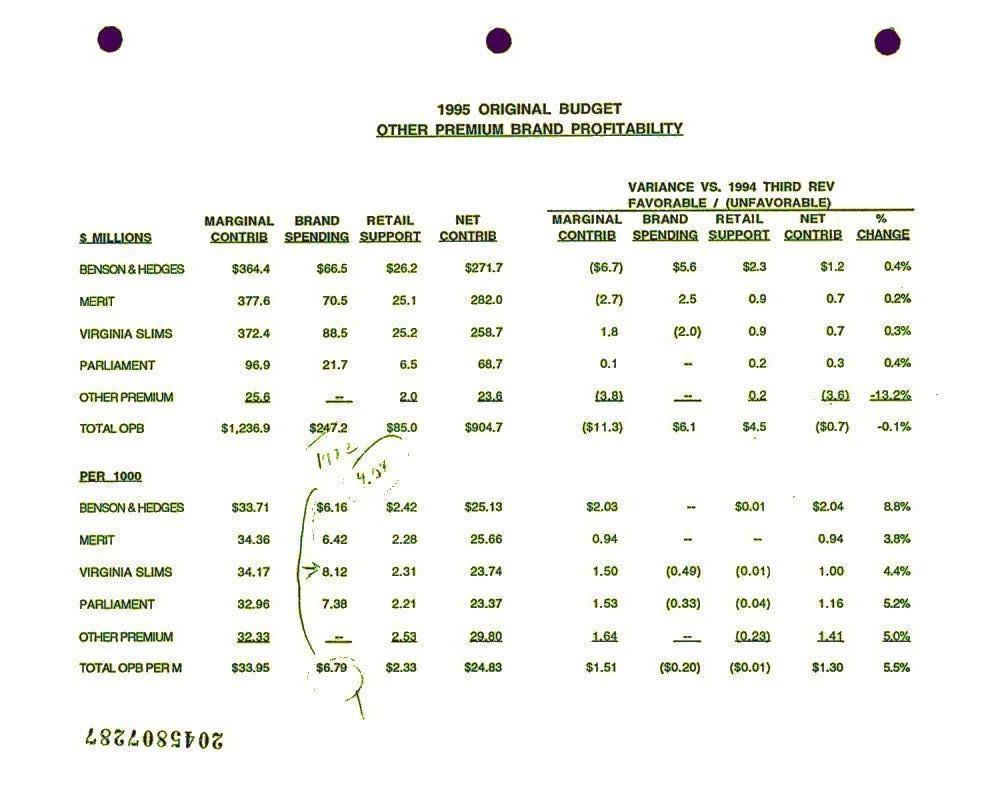 1995 ORIGINAL BUDGET
OTHER PREMIUM BRAND PROFITABILITY
VARIANCE VS. 1994 THIRD REV
FAVORABLE / (UNFAVORABLE)
MARGINAL BRAND RETAIL NET MARGINAL BRAND RETAIL NET %
$ MILLIONS CONTRIB SPENDING SUPPORT CONTRIB CONTRIB SPENDING SUPPORT CONTRIB CHANGE
BENSON & HEDGES $364.4 $66.5 $26.2 $271.7 ($6.7) $5.6 $2.3 $1.2 0.4%
MERIT 377.6 70.5 25.1 282.0 (2.7) 2.5 0.9 0.7 0.2%
VIRGINIA SLIMS 372.4 88.5 25.2 258.7 1.8 (2.0) 0.9 0.7 0.3%
PARLIAMENT 96.9 21.7 6.5 68.7 0.1 -- 0.2 0.3 0.4%
OTHER PREMIUM 25.6 -- 2.0 23.6 (3.8) -- 0.2 (3.6) -13.2%
TOTAL OPB $1,236.9 $247.2 $85.0 $904.7 ($11.3) $6.1 $4.5 ($0.7) -0.1%
PER 1000
BENSON & HEDGES $33.71 $6.16 $2.42 $25.13 $2.03 -- $0.01 $2.04 8.8%
MERIT 34.36 6.42 2.28 25.66 0.94 -- -- 0.94 3.8%
VIRGINIA SLIMS 34.17 8.12 2.31 23.74 1.50 (0.49) (0.01) 1.00 4.4%
PARLIAMENT 32.96 7.38 2.21 23.37 1.53 (0.33) (0.04) 1.16 5.2%
OTHER PREMIUM 32.33 -- 2.53 29.80 1.64 -- (0.23) 1.41 5.0%
TOTAL OPB PER M $33.95 $6.79 $2.33 $24.83 $1.51 ($0.20) ($0.01) $1.30 5.5%
2045807287